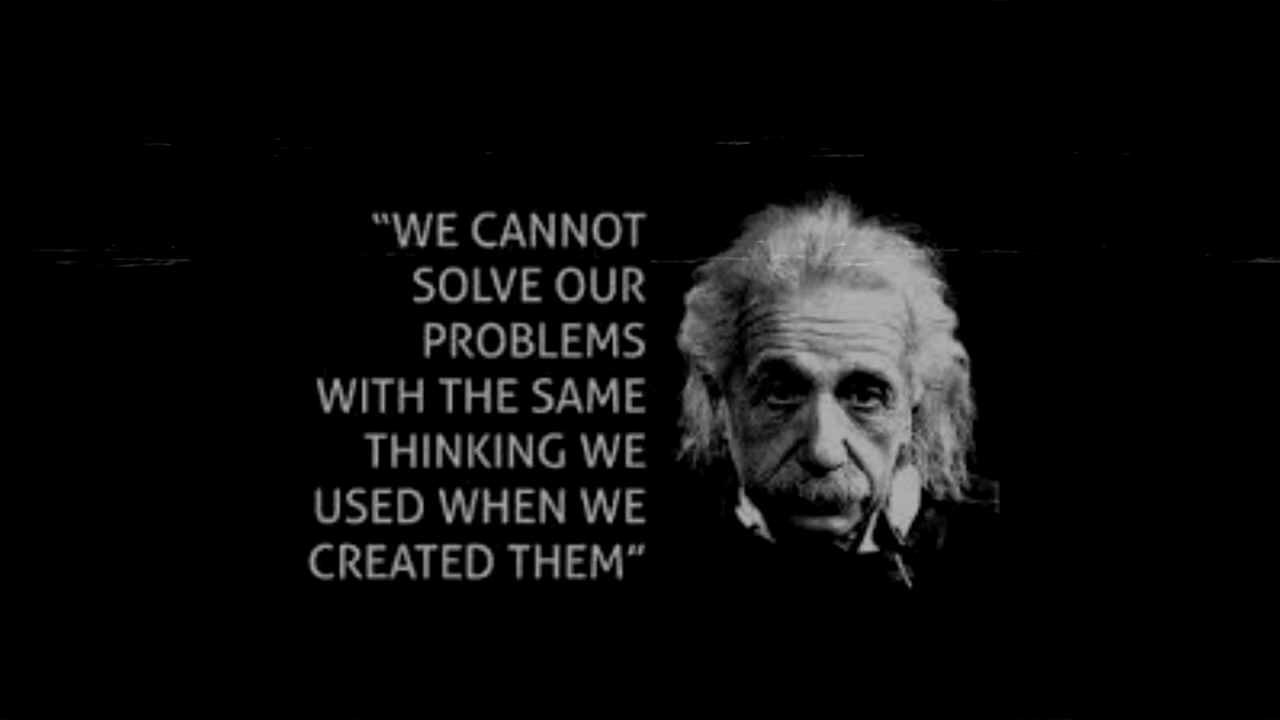 “WE CANNOT
SOLVE OUR
PROBLEMS
WITH THE SAME
THINKING WE
USED WHEN WE
CREATED THEM”